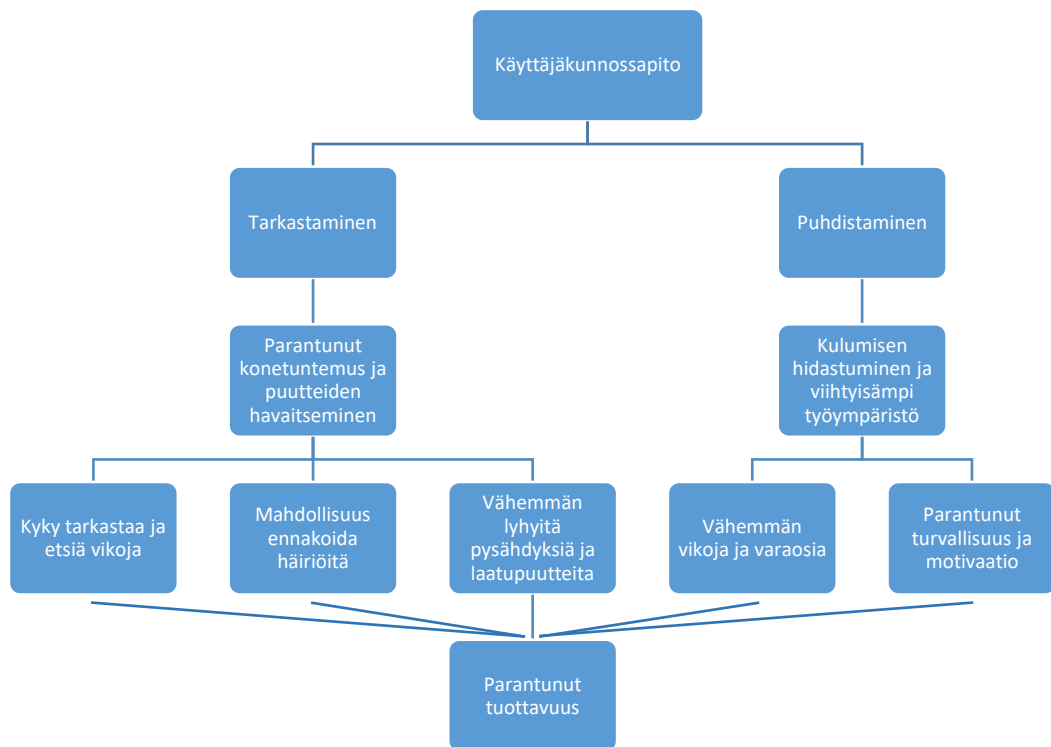 Käyttäjäkunnossapito
Tarkastaminen
Puhdistaminen
Parantunut
konetuntemus ja
puutteiden
havaitseminen
Kulumisen
hidastuminen ja
viihtyisämpi
työympäristö
Kyky tarkastaa ja
etsiä vikoja
Mahdollisuus
ennakoida
häiriöitä
Vähemmän
lyhyitä
pysähdyksiä ja
laatupuutteita
Vähemmän
vikoja ja varaosia
Parantunut
turvallisuus ja
motivaatio
Parantunut
tuottavuus